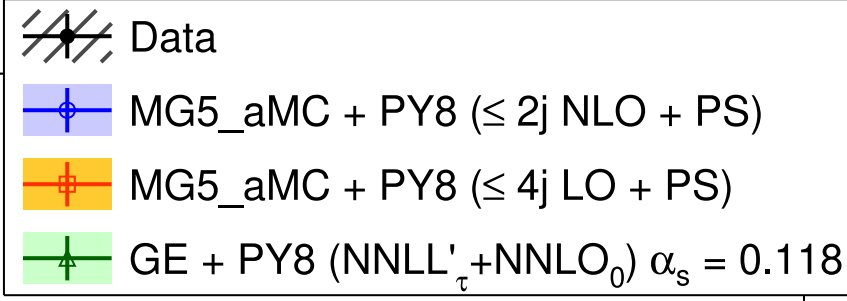 Data
MG5_aMC + PY8 (≤ 2j NLO + PS)
MG5_aMC + PY8 (≤ 4j LO + PS)
GE + PY8 (NNLL'τ+NNLO₀) αs = 0.118